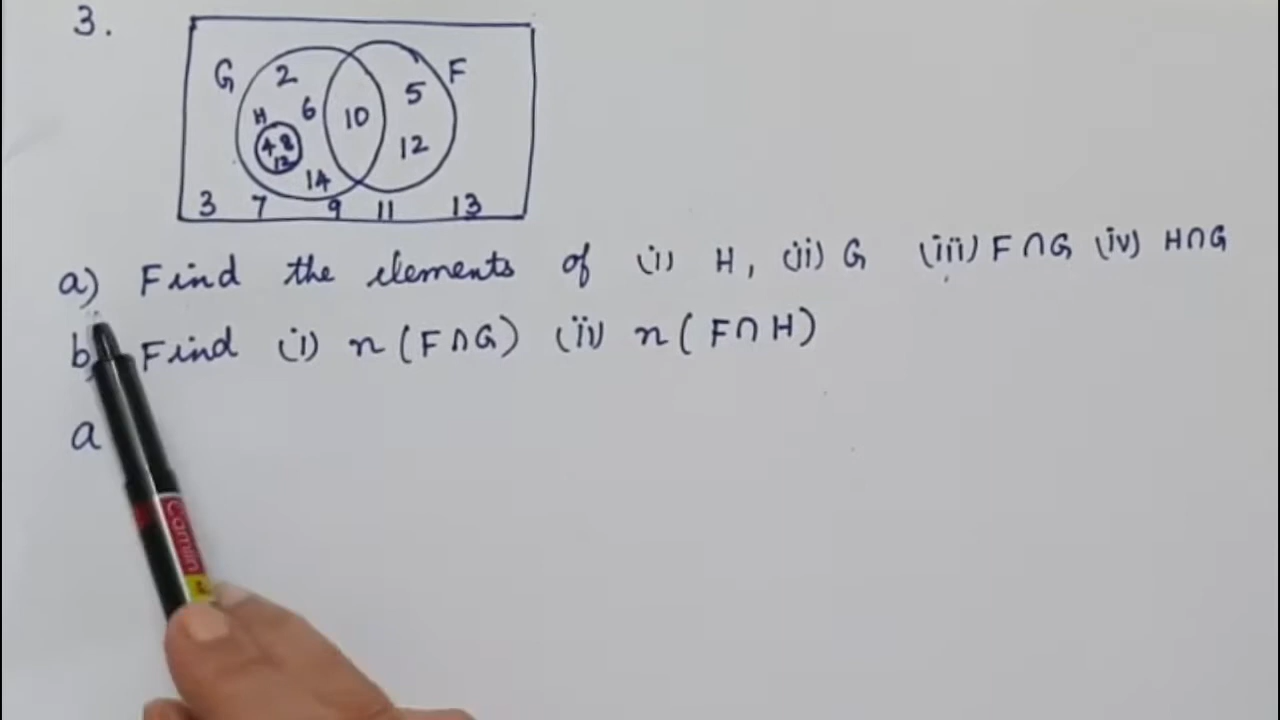 3.
G 2 F
5
H 6 10
4 8
12
12
14
3 7 9 11 13
a) Find the elements of (i) H, (ii) G (iii) F∩G (iv) H∩G
b) Find (i) n(F∩G) (ii) n(F∩H)
a
Camlin